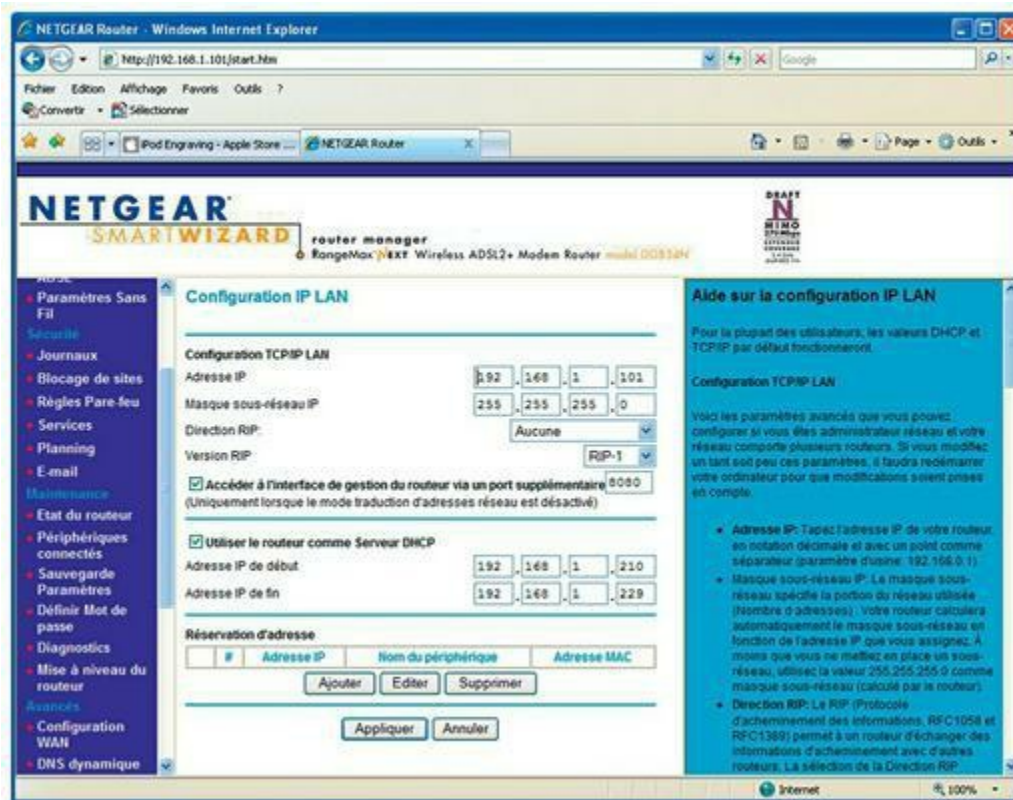 NETGEAR Router - Windows Internet Explorer
http://192.168.1.101/start.htm
Google
Fichier Edition Affichage Favoris Outils ?
Convertir Sélectionner
iPod Engraving - Apple Store ... NETGEAR Router X Page Outils
NETGEAR
SMARTWIZARD router manager
RangeMax NEXT Wireless ADSL2+ Modem Router
DRAFT
N
MIMO
ADSL
Paramètres Sans Fil
Sécurité
Journaux
Blocage de sites
Règles Pare-feu
Services
Planning
E-mail
Maintenance
Etat du routeur
Périphériques connectés
Sauvegarde Paramètres
Définir Mot de passe
Diagnostics
Mise à niveau du routeur
Avancés
Configuration WAN
DNS dynamique
Configuration IP LAN
Configuration TCP/IP LAN
Adresse IP 192 . 168 . 1 . 101
Masque sous-réseau IP 255 . 255 . 255 . 0
Direction RIP: Aucune
Version RIP RIP-1
Accéder à l'interface de gestion du routeur via un port supplémentaire 8080
(Uniquement lorsque le mode traduction d'adresses réseau est désactivé)
Utiliser le routeur comme Serveur DHCP
Adresse IP de début 192 . 168 . 1 . 210
Adresse IP de fin 192 . 168 . 1 . 229
Réservation d'adresse
# Adresse IP Nom du périphérique Adresse MAC
Ajouter Editer Supprimer
Appliquer Annuler
Aide sur la configuration IP LAN
Pour la plupart des utilisateurs, les valeurs DHCP et
TCP/IP par défaut fonctionneront.
Configuration TCP/IP LAN
Voici les paramètres avancés que vous pouvez
configurer si vous êtes administrateur réseau et votre
réseau comporte plusieurs routeurs. Si vous modifiez
un tant soit peu ces paramètres, il faudra redémarrer
votre ordinateur pour que modifications soient prises
en compte.
Adresse IP: Tapez l'adresse IP de votre routeur,
en notation décimale et avec un point comme
séparateur (paramètre d'usine: 192.168.0.1)
Masque sous-réseau IP: Le masque sous-
réseau spécifie la portion du réseau utilisée
(Nombre d'adresses). Votre routeur calculera
automatiquement le masque sous-réseau en
fonction de l'adresse IP que vous assignez. À
moins que vous ne mettiez en place un sous-
réseau, utilisez la valeur 255.255.255.0 comme
masque sous-réseau (calculé par le routeur)
Direction RIP: Le RIP (Protocole
d'acheminement des informations, RFC1058 et
RFC1389) permet à un routeur d'échanger des
informations d'acheminement avec d'autres
routeurs. La sélection de la Direction RIP
Internet 100%